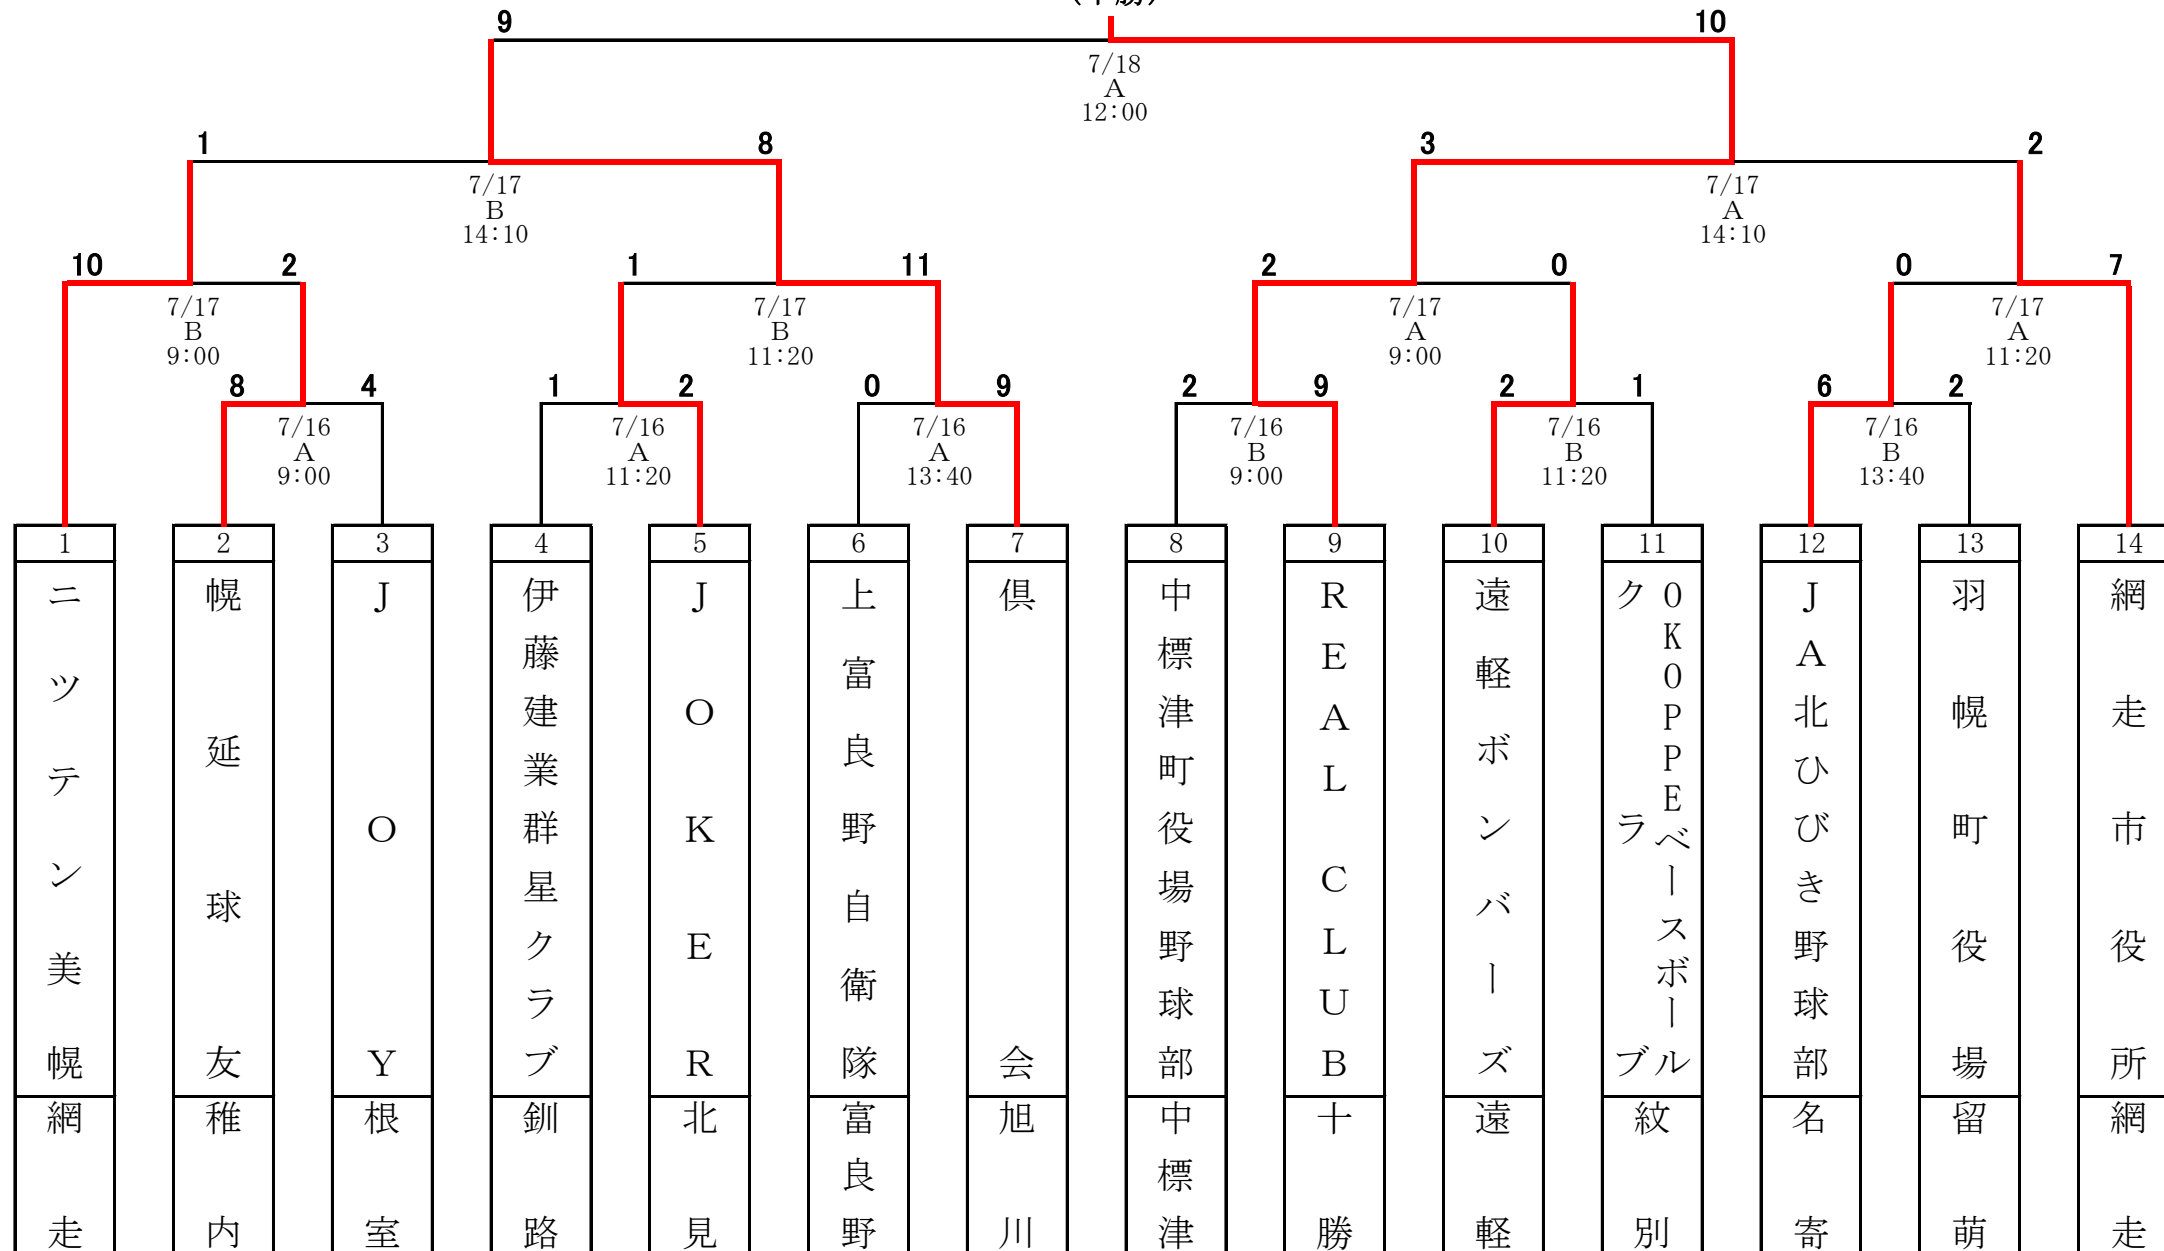 (十勝)
9
10
7/18
A
12:00
1
8
3
2
7/17
B
14:10
7/17
A
14:10
10
2
1
11
2
0
0
7
7/17
B
9:00
7/17
B
11:20
7/17
A
9:00
7/17
A
11:20
8
4
1
2
0
9
2
9
2
1
6
2
7/16
A
9:00
7/16
A
11:20
7/16
A
13:40
7/16
B
9:00
7/16
B
11:20
7/16
B
13:40
1
2
3
4
5
6
7
8
9
10
11
12
13
14
ニツテン美幌
幌延球友
JOY
伊藤建業群星クラブ
JOKER
上富良野自衛隊
倶会
中標津町役場野球部
REAL CLUB
遠軽ボンバーズ
OKOPPEベースボール
クラブ
JA北ひびき野球部
羽幌町役場
網走市役所
網走
稚内
根室
釧路
北見
富良野
旭川
中標津
十勝
遠軽
紋別
名寄
留萌
網走